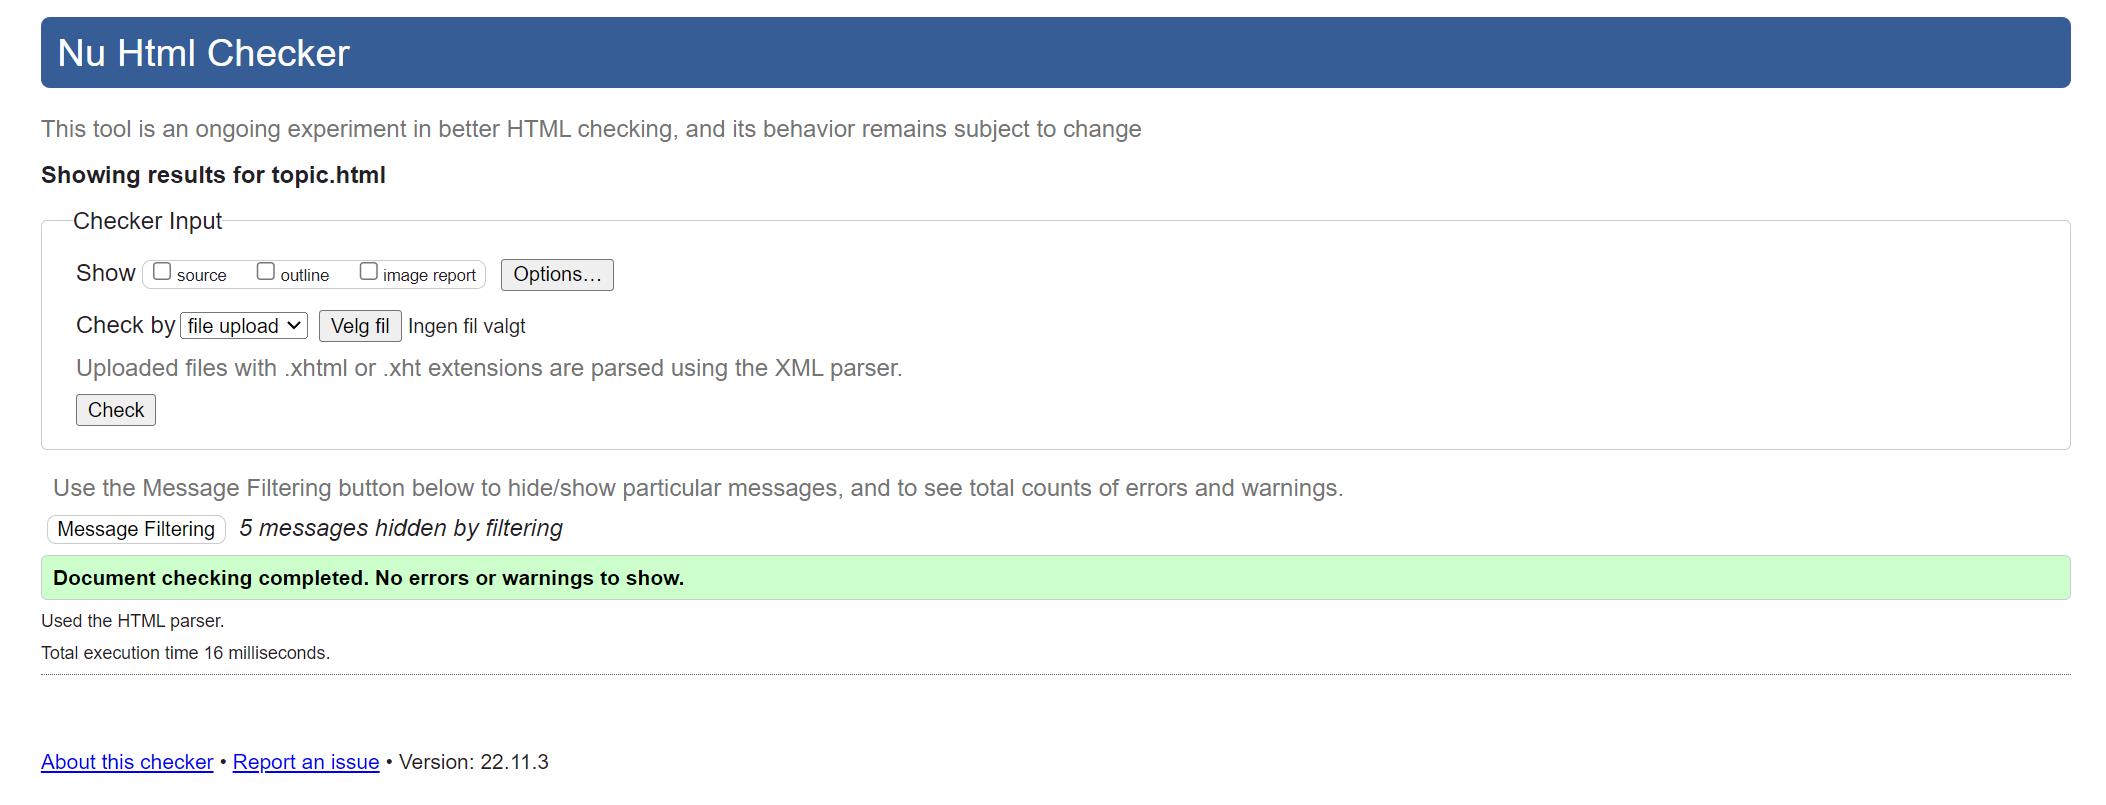 Nu Html Checker
This tool is an ongoing experiment in better HTML checking, and its behavior remains subject to change
Showing results for topic.html
Checker Input
Show source outline image report Options…
Check by file upload Velg fil Ingen fil valgt
Uploaded files with .xhtml or .xht extensions are parsed using the XML parser.
Check
Use the Message Filtering button below to hide/show particular messages, and to see total counts of errors and warnings.
Message Filtering 5 messages hidden by filtering
Document checking completed. No errors or warnings to show.
Used the HTML parser.
Total execution time 16 milliseconds.
About this checker • Report an issue • Version: 22.11.3